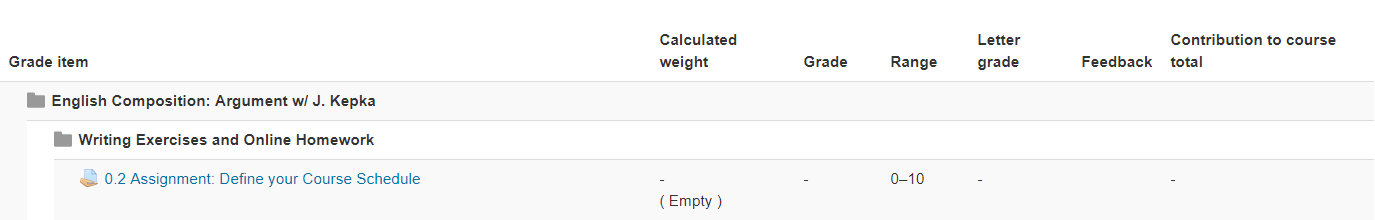 Grade item Calculated weight Grade Range Letter grade Feedback Contribution to course total
English Composition: Argument w/ J. Kepka
Writing Exercises and Online Homework
0.2 Assignment: Define your Course Schedule - - 0–10 - -
( Empty )